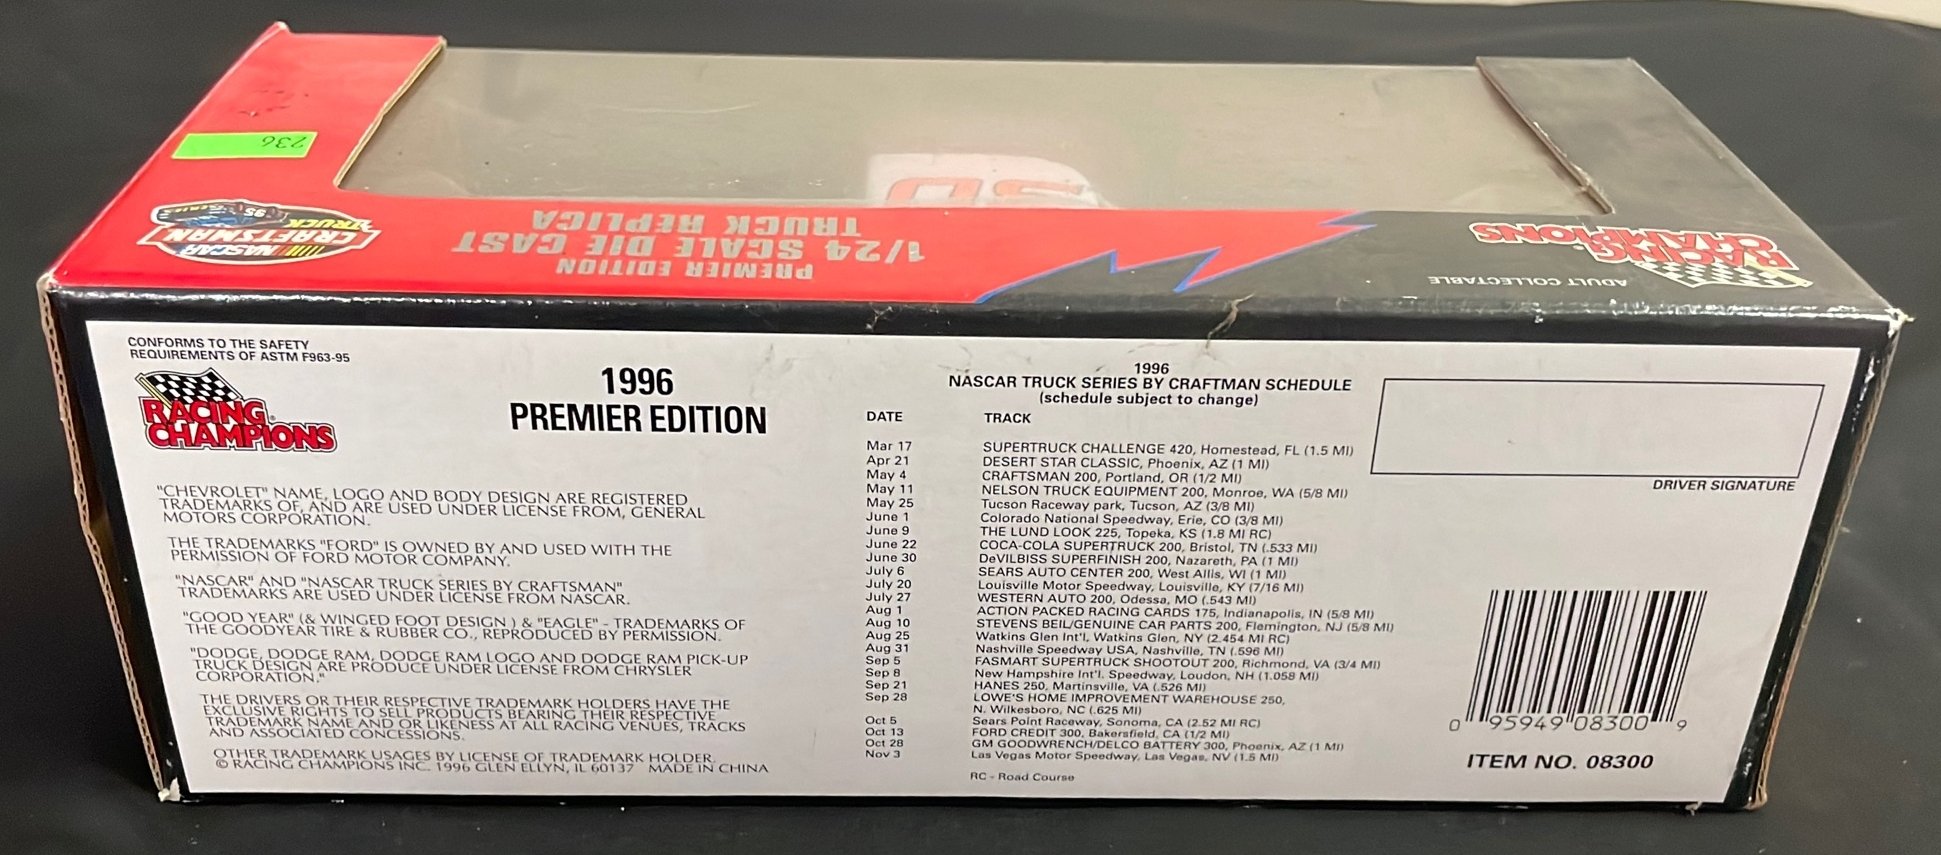 236
NASCAR
CRAFTSMAN
TRUCK
SERIES
95
50
PREMIER EDITION
1/24 SCALE DIE CAST
TRUCK REPLICA
RACING
CHAMPIONS
ADULT COLLECTABLE
CONFORMS TO THE SAFETY
REQUIREMENTS OF ASTM F963-95
RACING
CHAMPIONS®
1996
PREMIER EDITION
"CHEVROLET" NAME, LOGO AND BODY DESIGN ARE REGISTERED
TRADEMARKS OF, AND ARE USED UNDER LICENSE FROM, GENERAL
MOTORS CORPORATION.
THE TRADEMARKS "FORD" IS OWNED BY AND USED WITH THE
PERMISSION OF FORD MOTOR COMPANY.
"NASCAR" AND "NASCAR TRUCK SERIES BY CRAFTSMAN"
TRADEMARKS ARE USED UNDER LICENSE FROM NASCAR.
"GOOD YEAR" (& WINGED FOOT DESIGN ) & "EAGLE" - TRADEMARKS OF
THE GOODYEAR TIRE & RUBBER CO., REPRODUCED BY PERMISSION.
"DODGE, DODGE RAM, DODGE RAM LOGO AND DODGE RAM PICK-UP
TRUCK DESIGN ARE PRODUCE UNDER LICENSE FROM CHRYSLER
CORPORATION."
THE DRIVERS OR THEIR RESPECTIVE TRADEMARK HOLDERS HAVE THE
EXCLUSIVE RIGHTS TO SELL PRODUCTS BEARING THEIR RESPECTIVE
TRADEMARK NAME AND OR LIKENESS AT ALL RACING VENUES, TRACKS
AND ASSOCIATED CONCESSIONS.
OTHER TRADEMARK USAGES BY LICENSE OF TRADEMARK HOLDER.
© RACING CHAMPIONS INC. 1996 GLEN ELLYN, IL 60137 MADE IN CHINA
1996
NASCAR TRUCK SERIES BY CRAFTMAN SCHEDULE
(schedule subject to change)
DATE TRACK
Mar 17 SUPERTRUCK CHALLENGE 420, Homestead, FL (1.5 MI)
Apr 21 DESERT STAR CLASSIC, Phoenix, AZ (1 MI)
May 4 CRAFTSMAN 200, Portland, OR (1/2 MI)
May 11 NELSON TRUCK EQUIPMENT 200, Monroe, WA (5/8 MI)
May 25 Tucson Raceway park, Tucson, AZ (3/8 MI)
June 1 Colorado National Speedway, Erie, CO (3/8 MI)
June 9 THE LUND LOOK 225, Topeka, KS (1.8 MI RC)
June 22 COCA-COLA SUPERTRUCK 200, Bristol, TN (.533 MI)
June 30 DeVILBISS SUPERFINISH 200, Nazareth, PA (1 MI)
July 6 SEARS AUTO CENTER 200, West Allis, WI (1 MI)
July 20 Louisville Motor Speedway, Louisville, KY (7/16 MI)
July 27 WESTERN AUTO 200, Odessa, MO (.543 MI)
Aug 1 ACTION PACKED RACING CARDS 175, Indianapolis, IN (5/8 MI)
Aug 10 STEVENS BEIL/GENUINE CAR PARTS 200, Flemington, NJ (5/8 MI)
Aug 25 Watkins Glen Int'l, Watkins Glen, NY (2.454 MI RC)
Aug 31 Nashville Speedway USA, Nashville, TN (.596 MI)
Sep 5 FASMART SUPERTRUCK SHOOTOUT 200, Richmond, VA (3/4 MI)
Sep 8 New Hampshire Int'l. Speedway, Loudon, NH (1.058 MI)
Sep 21 HANES 250, Martinsville, VA (.526 MI)
Sep 28 LOWE'S HOME IMPROVEMENT WAREHOUSE 250,
N. Wilkesboro, NC (.625 MI)
Oct 5 Sears Point Raceway, Sonoma, CA (2.52 MI RC)
Oct 13 FORD CREDIT 300, Bakersfield, CA (1/2 MI)
Oct 28 GM GOODWRENCH/DELCO BATTERY 300, Phoenix, AZ (1 MI)
Nov 3 Las Vegas Motor Speedway, Las Vegas, NV (1.5 MI)
RC - Road Course
DRIVER SIGNATURE
0 95949 08300 9
ITEM NO. 08300